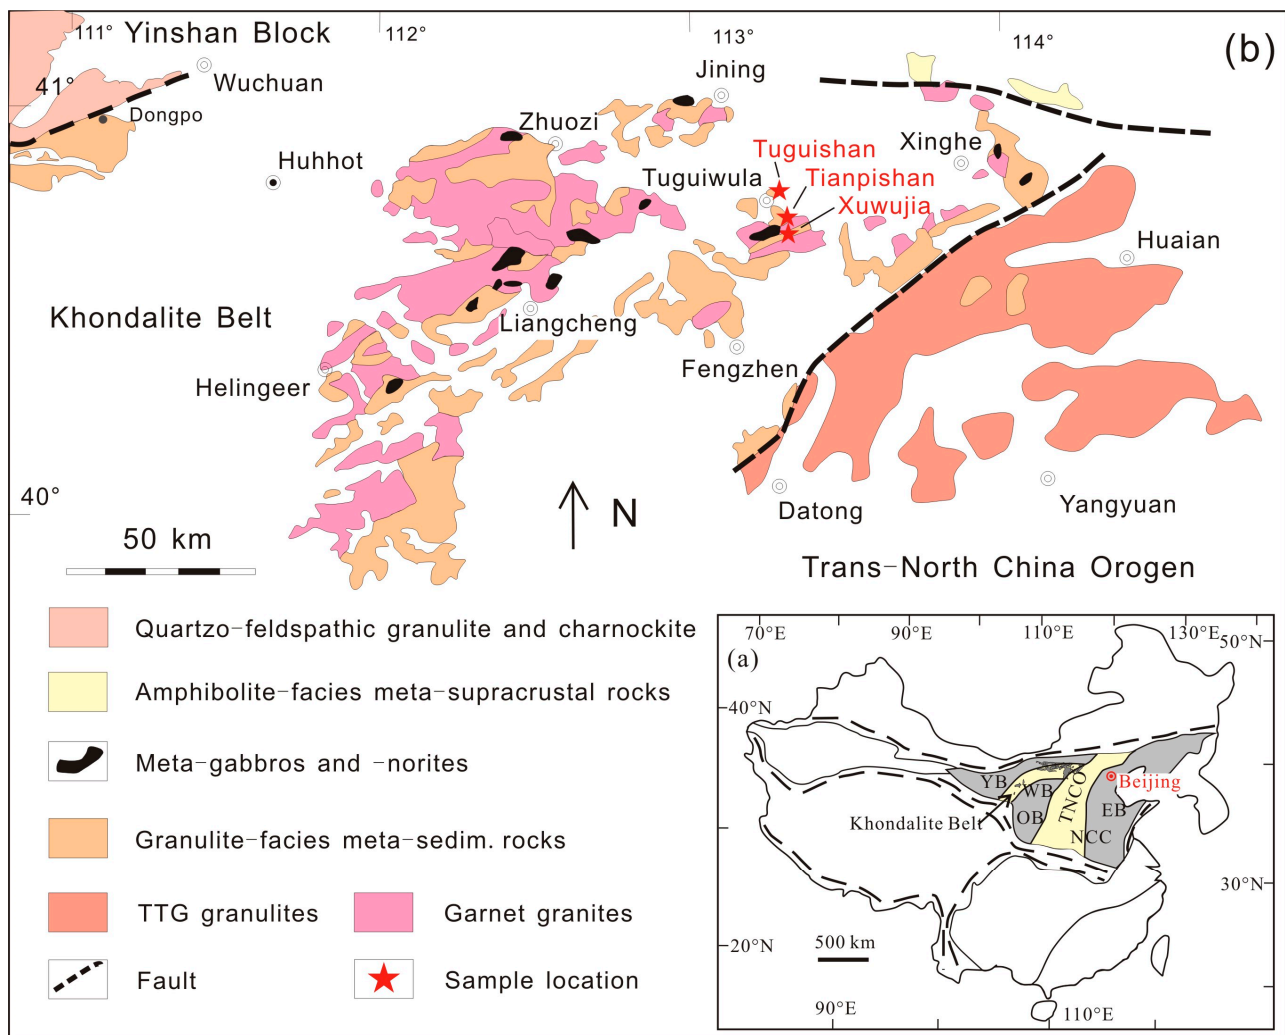 111°
Yinshan Block
112°
113°
114°
(b)
41°
Wuchuan
Jining
Dongpo
Zhuozi
Xinghe
Huhhot
Tuguishan
Tuguiwula
Tianpishan
Xuwujia
Huaian
Khondalite Belt
Liangcheng
Fengzhen
Helingeer
40°
N
Datong
Yangyuan
50 km
Trans-North China Orogen
Quartzo-feldspathic granulite and charnockite
Amphibolite-facies meta-supracrustal rocks
Meta-gabbros and -norites
Granulite-facies meta-sedim. rocks
TTG granulites
Garnet granites
Fault
Sample location
70°E
90°E
110°E
130°E
50°N
(a)
40°N
YB
WB
TNCO
Beijing
EB
OB
Khondalite Belt
NCC
30°N
20°N
500 km
90°E
110°E